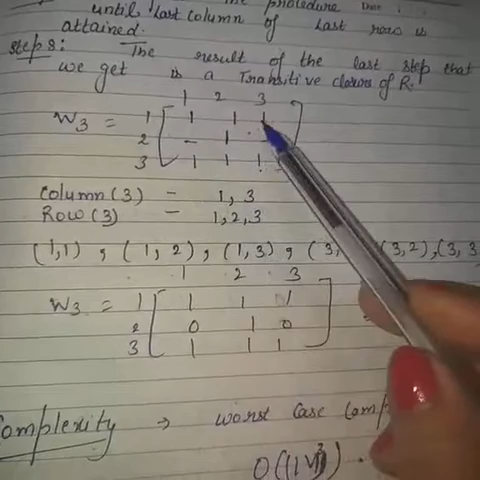 the procedure
until last column of last row is
attained.
Step 8: The result of the last step that
we get is a Transitive closure of R.
1 2 3
W3 = 1 [ 1 1 1 ]
2 - 1
3 1 1 1
Column(3) - 1, 3
Row(3) - 1,2,3
(1,1) , (1,2) , (1,3) , (3, (3,2),(3,3
1 2 3
W3 = 1 [ 1 1 1 ]
2 0 1 0
3 1 1 1
Complexity → worst Case Comp
O((|V|³)